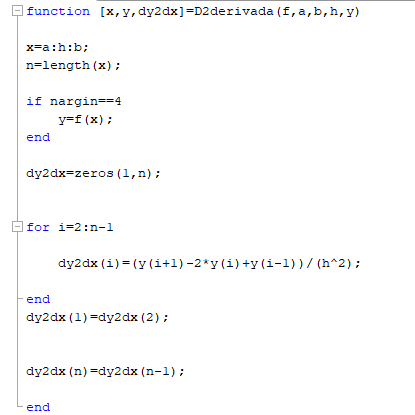 function [x,y,dy2dx]=D2derivada(f,a,b,h,y)
x=a:h:b;
n=length(x);
if nargin==4
y=f(x);
end
dy2dx=zeros(1,n);
for i=2:n-1
dy2dx(i)=(y(i+1)-2*y(i)+y(i-1))/(h^2);
end
dy2dx(1)=dy2dx(2);
dy2dx(n)=dy2dx(n-1);
end